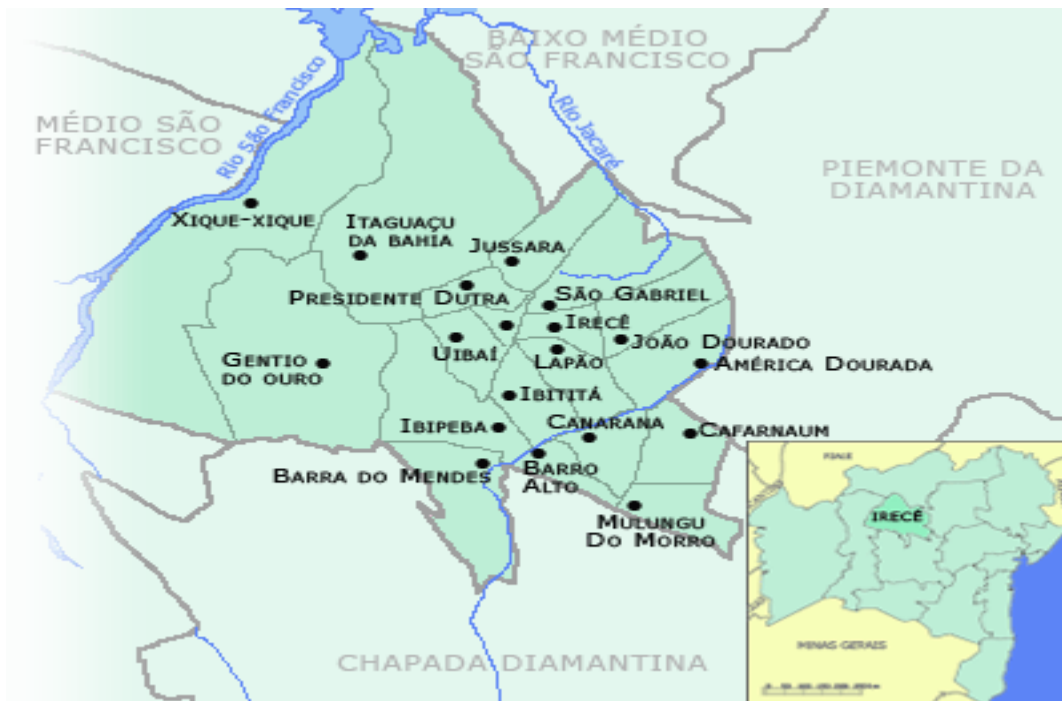 BAIXO MÉDIO
SÃO FRANCISCO
MÉDIO SÃO
FRANCISCO
Rio São Francisco
Rio Jacaré
PIEMONTE DA
DIAMANTINA
XIQUE-XIQUE
ITAGUAÇU
DA BAHIA
JUSSARA
PRESIDENTE DUTRA
SÃO GABRIEL
IRECÊ
UIBAÍ
LAPÃO
JOÃO DOURADO
AMÉRICA DOURADA
GENTIO
DO OURO
IBITITÁ
IBIPEBA
CANARANA
CAFARNAUM
BARRA DO MENDES
BARRO
ALTO
MULUNGU
DO MORRO
CHAPADA DIAMANTINA
PIAUI
IRECÊ
MINAS GERAIS